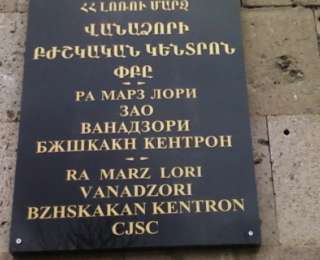 ՀՀ ԼՈՌՈՒ ՄԱՐԶ
ՎԱՆԱՁՈՐԻ
ԲԺՇԿԱԿԱՆ ԿԵՆՏՐՈՆ
ՓԲԸ
РА МАРЗ ЛОРИ
ЗАО
ВАНАДЗОРИ
БЖШКАКН КЕНТРОН
RA MARZ LORI
VANADZORI
BZHSKAKAN KENTRON
CJSC